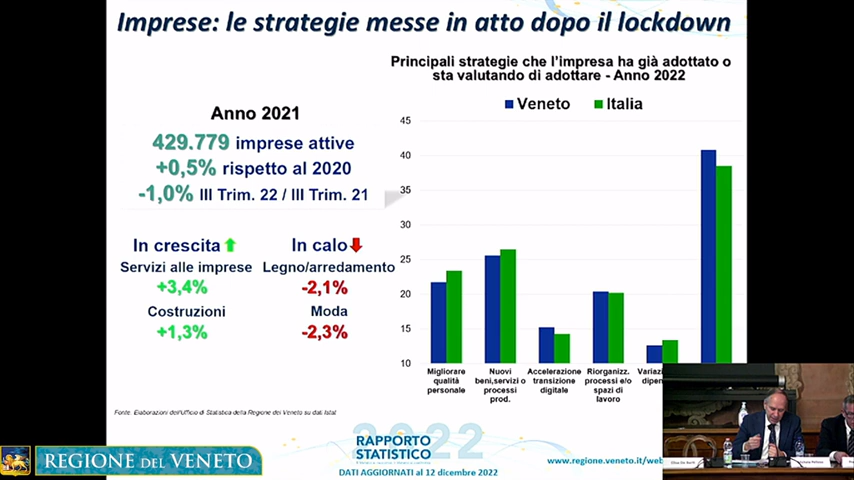 Imprese: le strategie messe in atto dopo il lockdown
Principali strategie che l'impresa ha già adottato o
sta valutando di adottare - Anno 2022
Anno 2021
429.779 imprese attive
+0,5% rispetto al 2020
-1,0% III Trim. 22 / III Trim. 21
In crescita
In calo
Servizi alle imprese
Legno/arredamento
+3,4%
-2,1%
Costruzioni
Moda
+1,3%
-2,3%
Veneto
Italia
45
40
35
30
25
20
15
10
Migliorare
qualità
personale
Nuovi
beni,servizi o
processi
prod.
Accelerazione
transizione
digitale
Riorganizz.
processi e/o
spazi di
lavoro
Fonte: Elaborazioni dell'Ufficio di Statistica della Regione del Veneto su dati Istat
2022
RAPPORTO
STATISTICO
DATI AGGIORNATI al 12 dicembre 2022
www.regione.veneto.it/web
REGIONE DEL VENETO